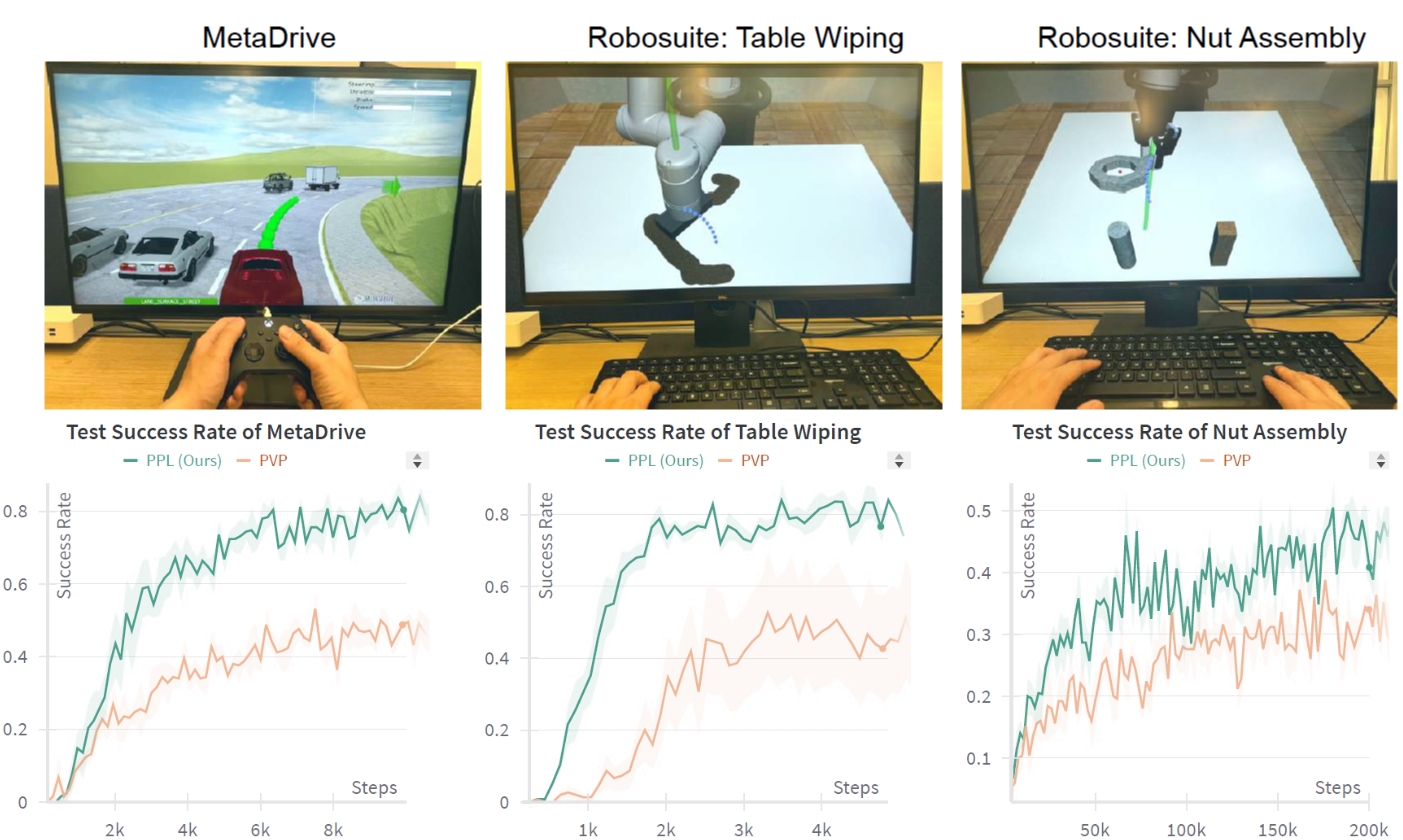 MetaDrive
Robosuite: Table Wiping
Robosuite: Nut Assembly
Steering
Throttle
Brake
Speed
LANE_SURFACE_STREET
Test Success Rate of MetaDrive
PPL (Ours) PVP
Success Rate
0.8
0.6
0.4
0.2
0
2k 4k 6k 8k
Steps
Test Success Rate of Table Wiping
PPL (Ours) PVP
Success Rate
0.8
0.6
0.4
0.2
0
1k 2k 3k 4k
Steps
Test Success Rate of Nut Assembly
PPL (Ours) PVP
Success Rate
0.5
0.4
0.3
0.2
0.1
50k 100k 150k 200k
Steps